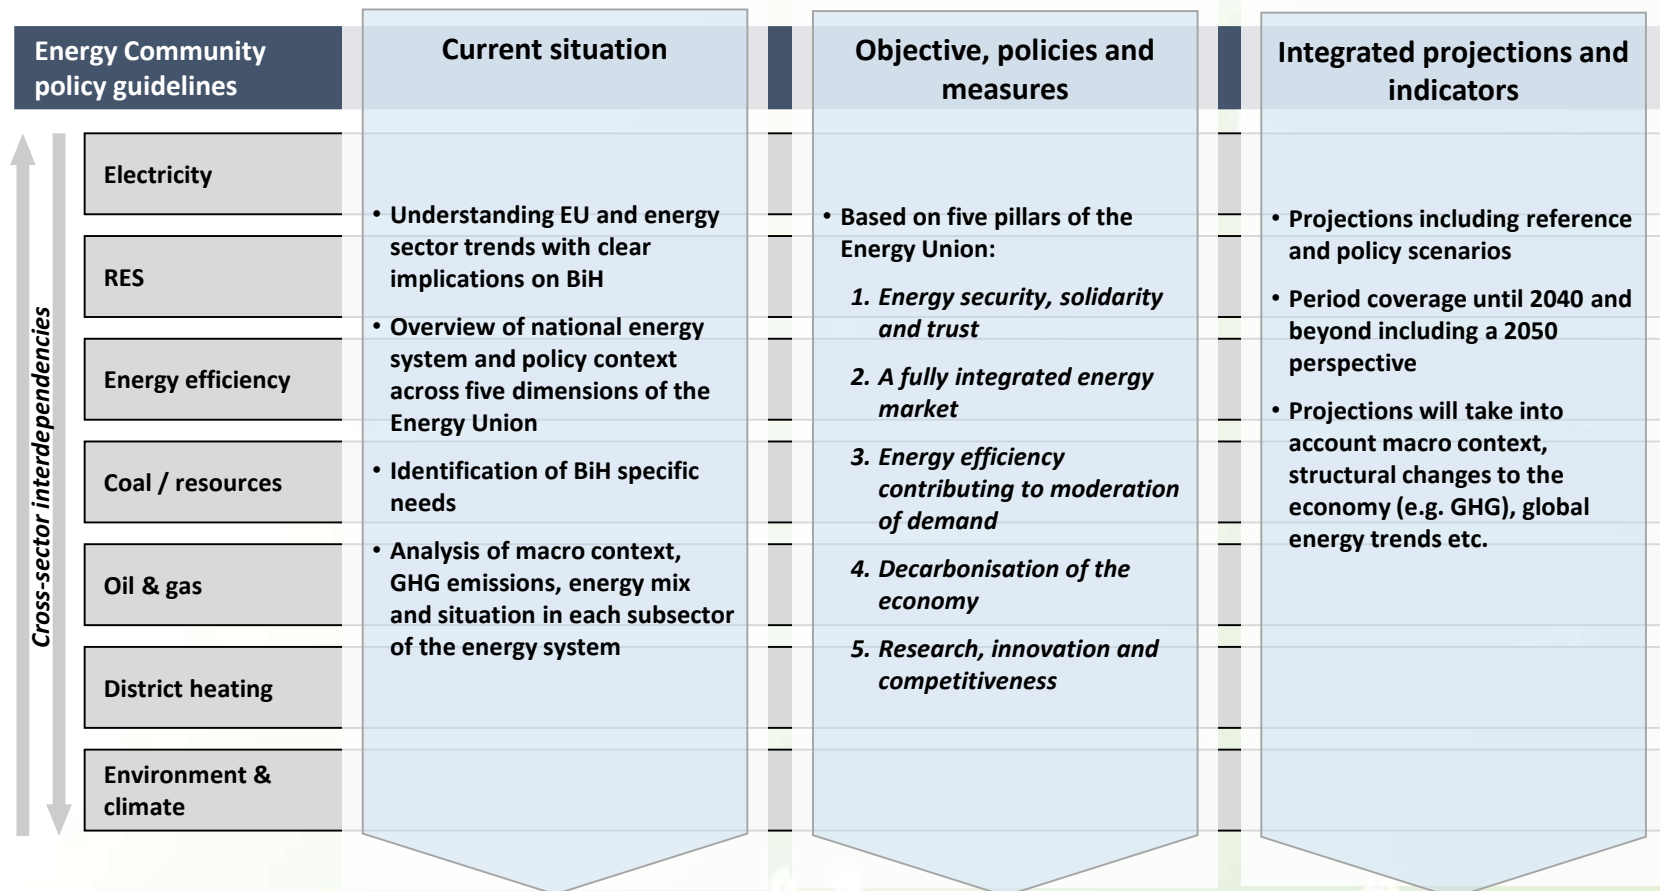 Energy Community
policy guidelines
Current situation
Objective, policies and
measures
Integrated projections and
indicators
Cross-sector interdependencies
Electricity
RES
Energy efficiency
Coal / resources
Oil & gas
District heating
Environment &
climate
• Understanding EU and energy
sector trends with clear
implications on BiH
• Overview of national energy
system and policy context
across five dimensions of the
Energy Union
• Identification of BiH specific
needs
• Analysis of macro context,
GHG emissions, energy mix
and situation in each subsector
of the energy system
• Based on five pillars of the
Energy Union:
1. Energy security, solidarity
and trust
2. A fully integrated energy
market
3. Energy efficiency
contributing to moderation
of demand
4. Decarbonisation of the
economy
5. Research, innovation and
competitiveness
• Projections including reference
and policy scenarios
• Period coverage until 2040 and
beyond including a 2050
perspective
• Projections will take into
account macro context,
structural changes to the
economy (e.g. GHG), global
energy trends etc.